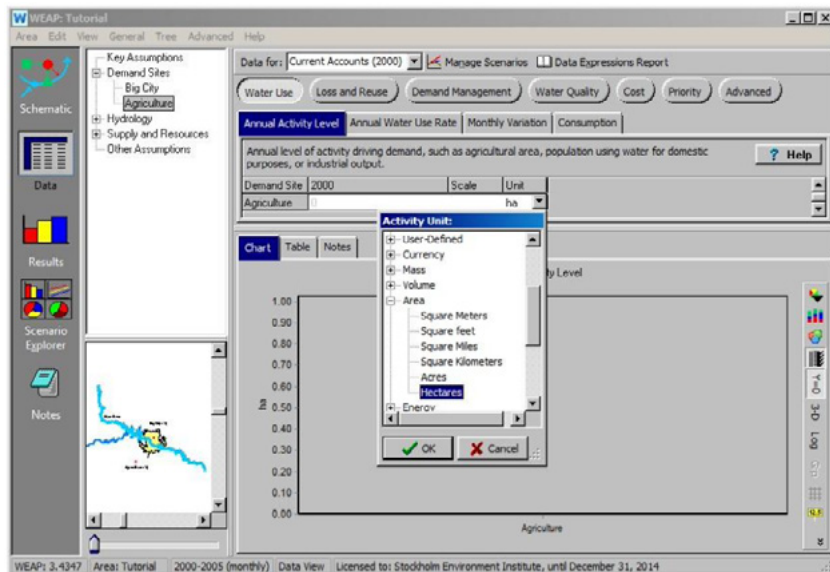 WEAP: Tutorial
Area Edit View General Tree Advanced Help
Schematic
Data
Results
Scenario
Explorer
Notes
Key Assumptions
Demand Sites
Big City
Agriculture
Hydrology
Supply and Resources
Other Assumptions
Data for: Current Accounts (2000) Manage Scenarios Data Expressions Report
Water Use Loss and Reuse Demand Management Water Quality Cost Priority Advanced
Annual Activity Level Annual Water Use Rate Monthly Variation Consumption
Annual level of activity driving demand, such as agricultural area, population using water for domestic
purposes, or industrial output.
? Help
Demand Site 2000 Scale Unit
Agriculture 0 ha
Activity Unit:
User-Defined
Currency
Mass
Volume
Area
Square Meters
Square feet
Square Miles
Square Kilometers
Acres
Hectares
Energy
OK Cancel
Chart Table Notes
Level
1.00
0.90
0.80
0.70
0.60
0.50
0.40
0.30
0.20
0.10
0.00
ha
Agriculture
Y=0
3-D
Log
WEAP: 3.4347 Area: Tutorial 2000-2005 (monthly) Data View Licensed to: Stockholm Environment Institute, until December 31, 2014